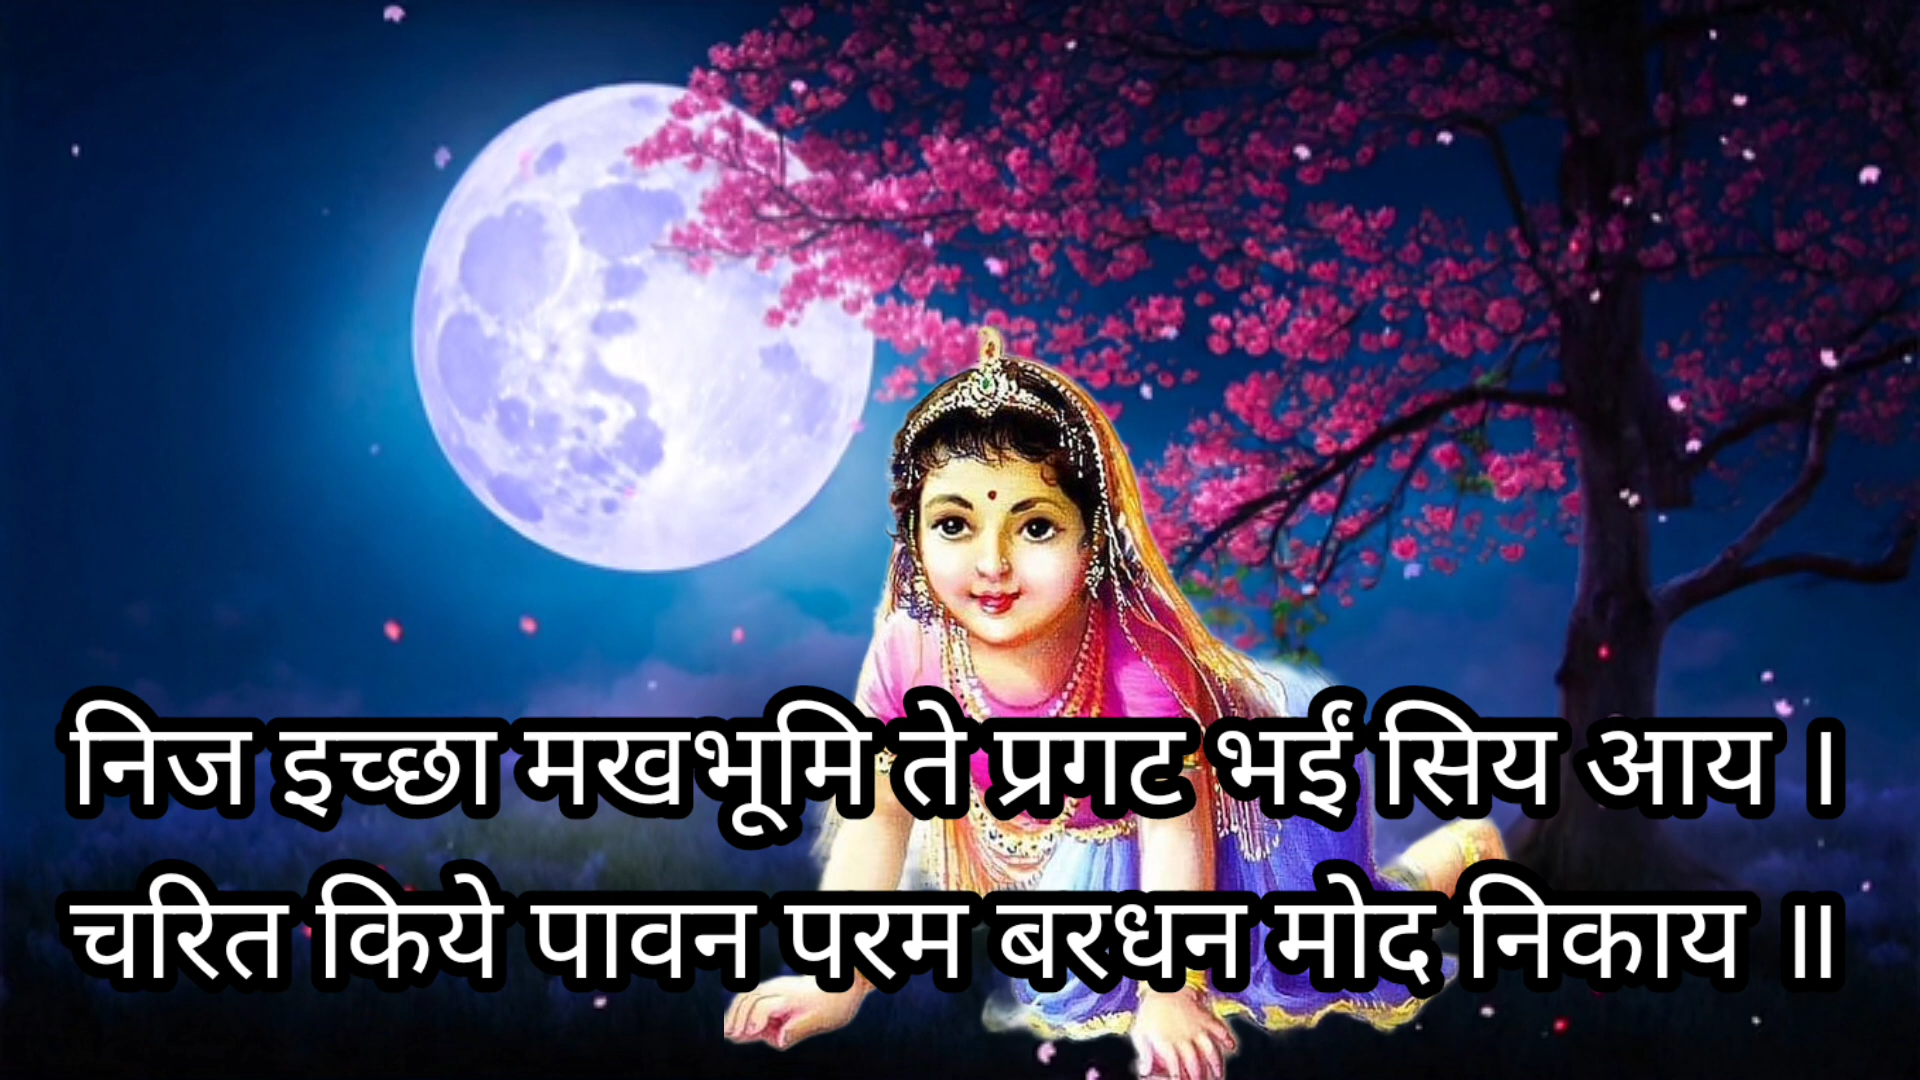 निज इच्छा मखभूमि ते प्रगट भईं सिय आय ।
चरित किये पावन परम बरधन मोद निकाय ॥